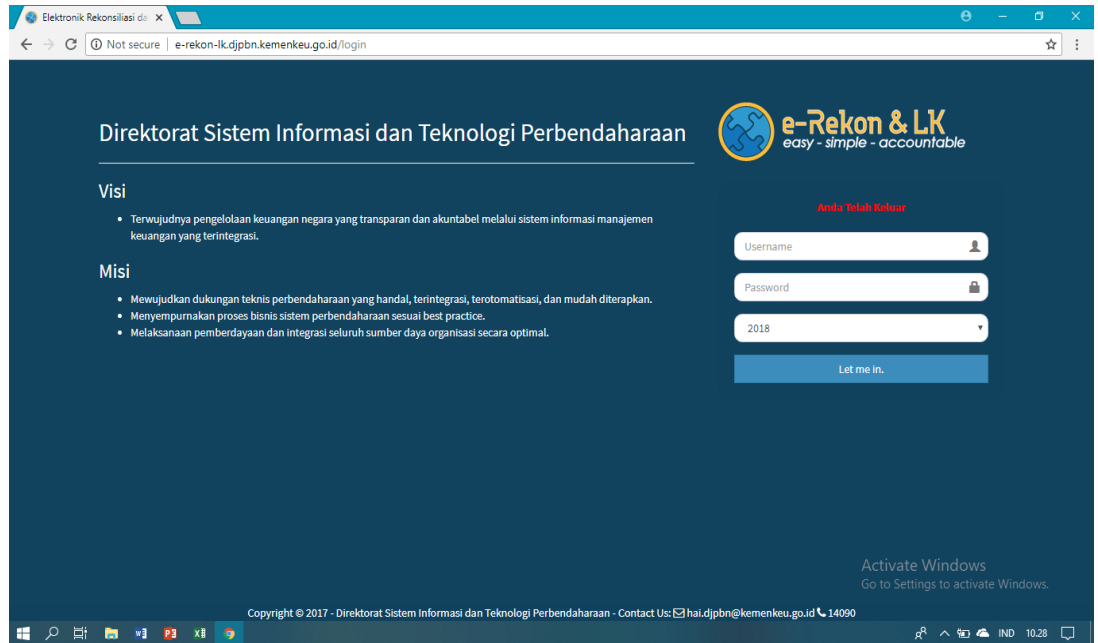 Elektronik Rekonsiliasi da
Not secure | e-rekon-lk.djpbn.kemenkeu.go.id/login
Direktorat Sistem Informasi dan Teknologi Perbendaharaan
e-Rekon & LK
easy - simple - accountable
Visi
Terwujudnya pengelolaan keuangan negara yang transparan dan akuntabel melalui sistem informasi manajemen
keuangan yang terintegrasi.
Misi
Mewujudkan dukungan teknis perbendaharaan yang handal, terintegrasi, terotomatisasi, dan mudah diterapkan.
Menyempurnakan proses bisnis sistem perbendaharaan sesuai best practice.
Melaksanaan pemberdayaan dan integrasi seluruh sumber daya organisasi secara optimal.
Anda Telah Keluar
Username
Password
2018
Let me in.
Activate Windows
Go to Settings to activate Windows.
Copyright © 2017 - Direktorat Sistem Informasi dan Teknologi Perbendaharaan - Contact Us: hai.djpbn@kemenkeu.go.id 14090
IND 10.28